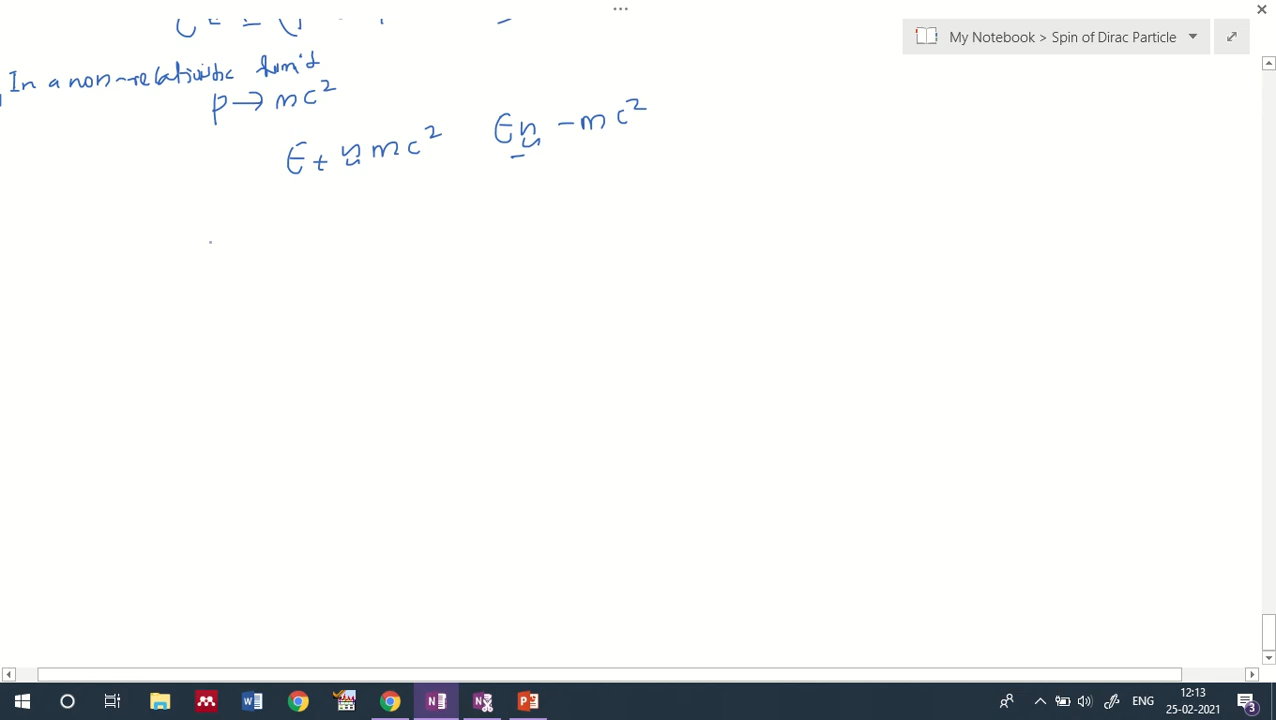 My Notebook > Spin of Dirac Particle
In a non-relativistic limit
p → mc²
E+ ≈ mc² E- ≈ -mc²
ENG
12:13
25-02-2021
3